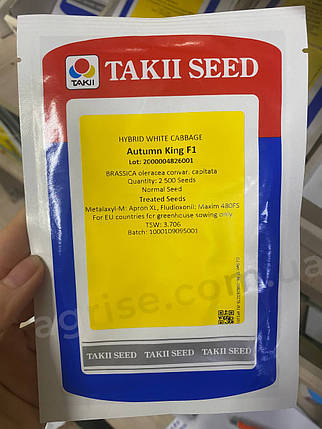 TAKII
TAKII SEED
HYBRID WHITE CABBAGE
Autumn King F1
Lot: 2000004826001
BRASSICA oleracea convar. capitata
Quantity: 2 500 Seeds
Normal Seed
Treated Seeds
Metalaxyl-M: Apron XL, Fludioxonil: Maxim 480FS
For EU countries for greenhouse sowing only
TSW: 3,706
Batch: 1000109095001
agrise.com.ua
TAKII SEED TAKII SEED TAKII SEED